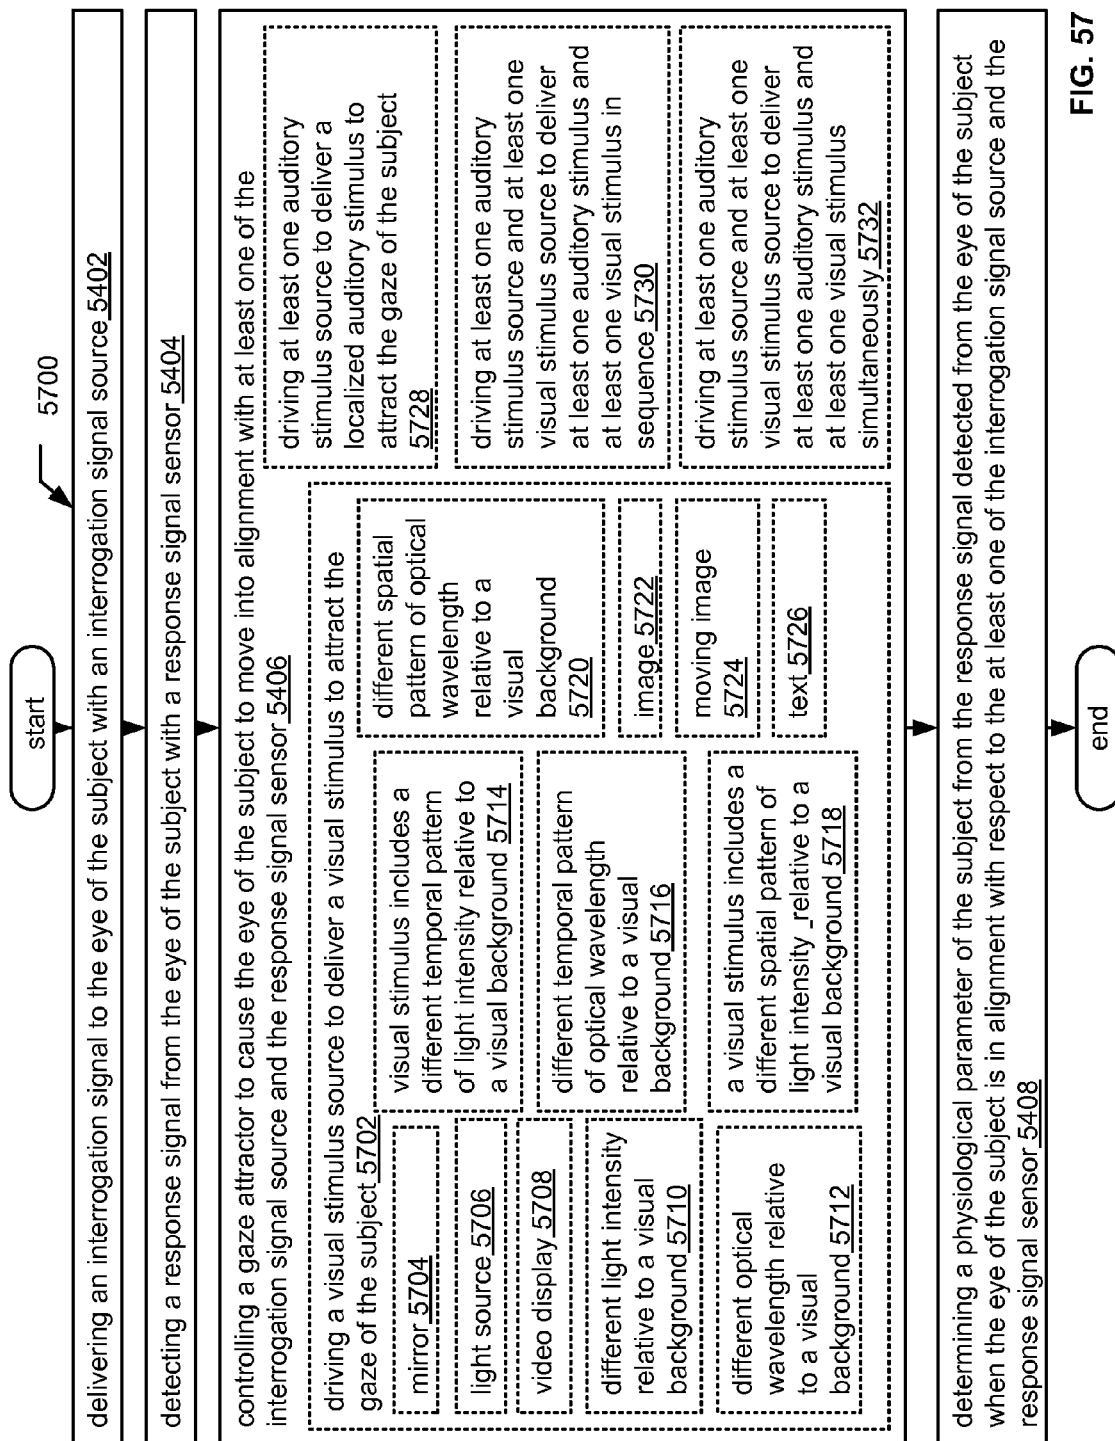 start
5700
delivering an interrogation signal to the eye of the subject with an interrogation signal source 5402
detecting a response signal from the eye of the subject with a response signal sensor 5404
controlling a gaze attractor to cause the eye of the subject to move into alignment with at least one of the
interrogation signal source and the response signal sensor 5406
driving a visual stimulus source to deliver a visual stimulus to attract the
gaze of the subject 5702
mirror 5704
light source 5706
video display 5708
different light intensity
relative to a visual
background 5710
different optical
wavelength relative
to a visual
background 5712
visual stimulus includes a
different temporal pattern
of light intensity relative to
a visual background 5714
different temporal pattern
of optical wavelength
relative to a visual
background 5716
a visual stimulus includes a
different spatial pattern of
light intensity_relative to a
visual background 5718
different spatial
pattern of optical
wavelength
relative to a
visual
background
5720
image 5722
moving image
5724
text 5726
driving at least one auditory
stimulus source to deliver a
localized auditory stimulus to
attract the gaze of the subject
5728
driving at least one auditory
stimulus source and at least one
visual stimulus source to deliver
at least one auditory stimulus and
at least one visual stimulus in
sequence 5730
driving at least one auditory
stimulus source and at least one
visual stimulus source to deliver
at least one auditory stimulus and
at least one visual stimulus
simultaneously 5732
determining a physiological parameter of the subject from the response signal detected from the eye of the subject
when the eye of the subject is in alignment with respect to the at least one of the interrogation signal source and the
response signal sensor 5408
end
FIG. 57